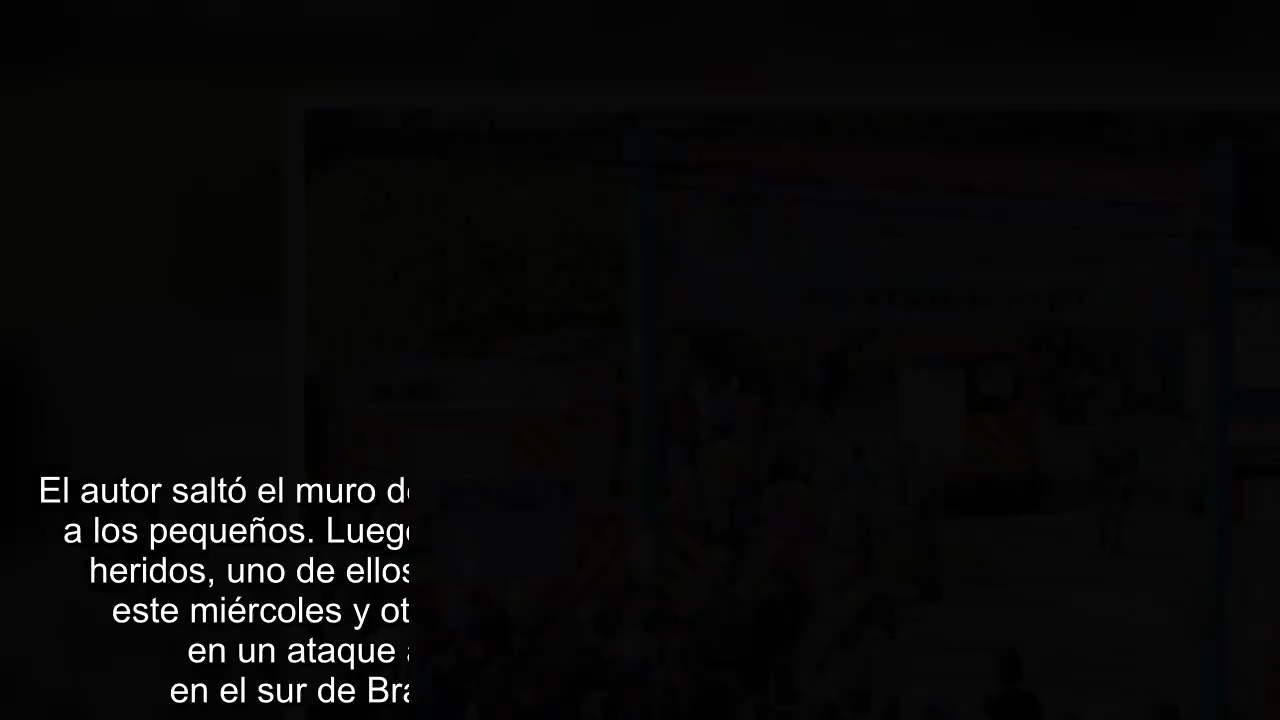 El autor saltó el muro
a los pequeños.
heridos, uno de ellos
este miércoles y
en un ataque
en el sur de